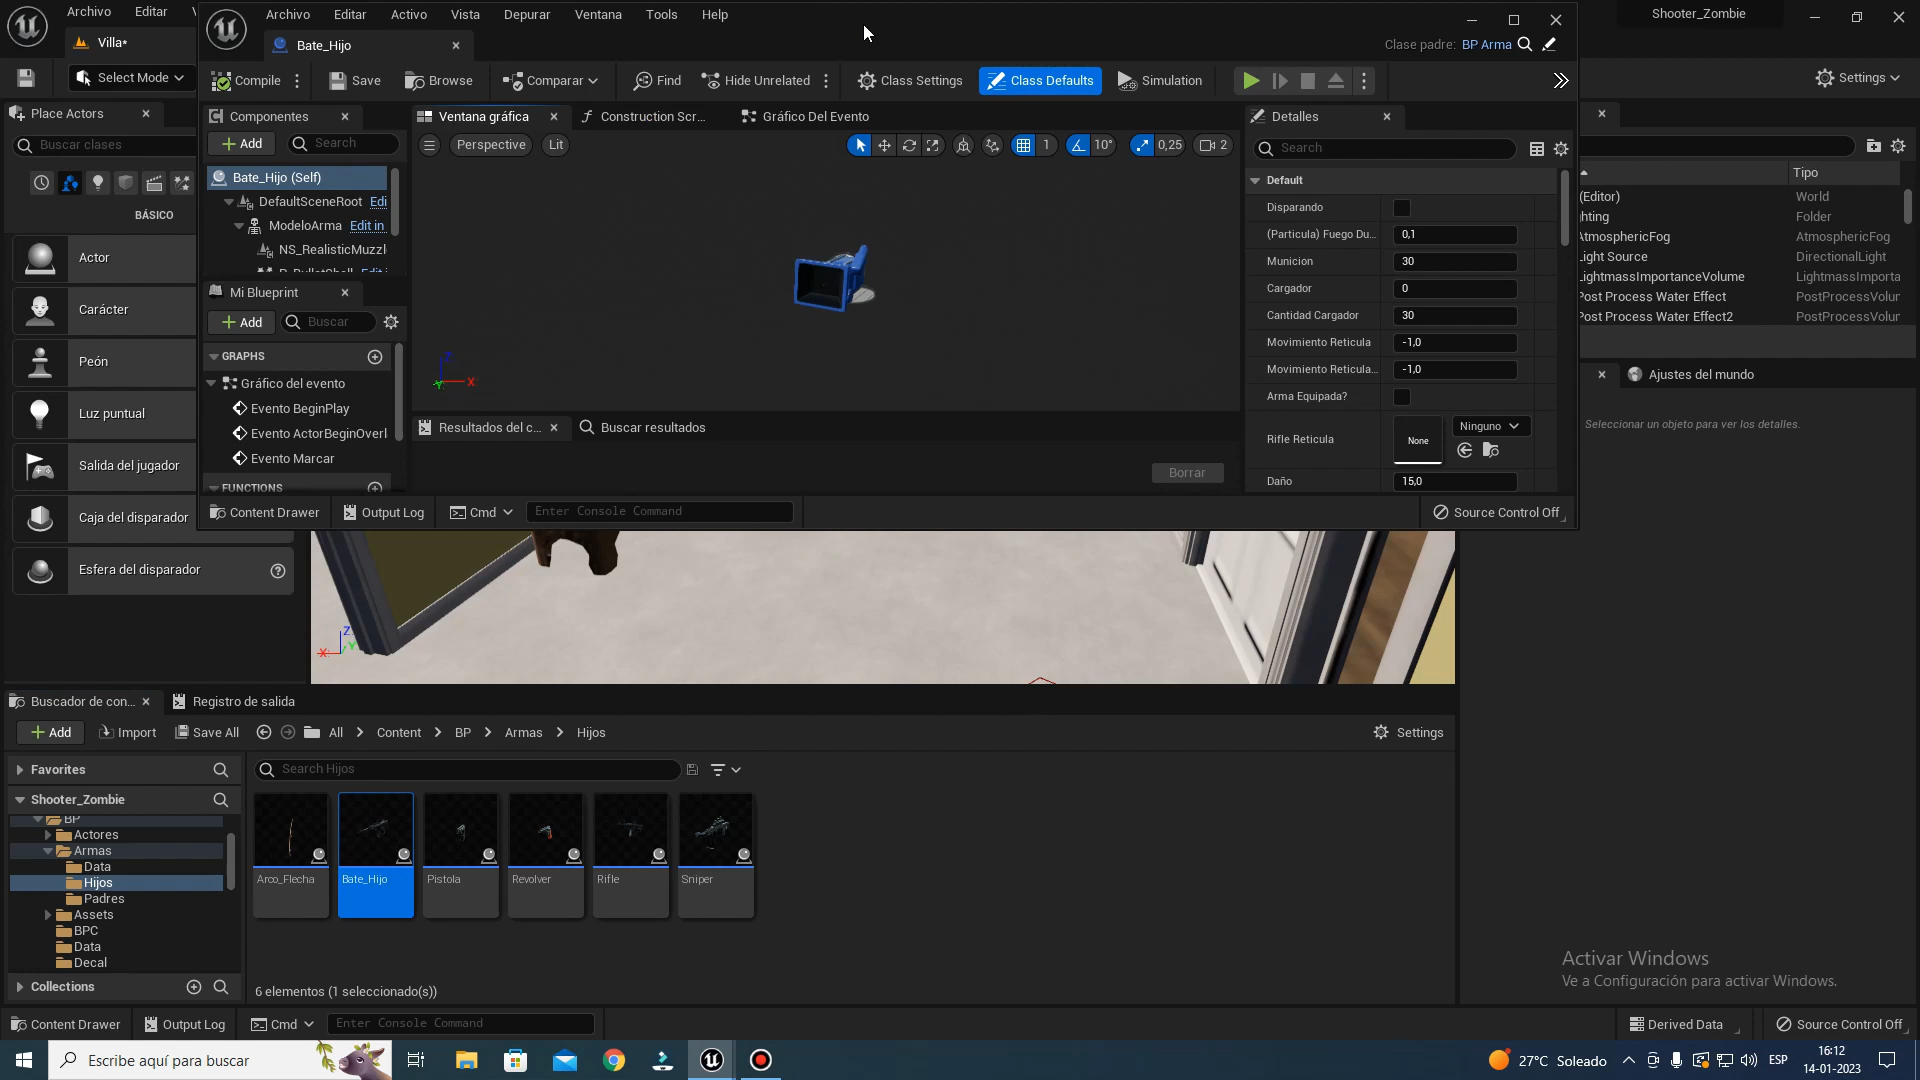 Archivo Editar
Villa*
Select Mode
Place Actors
Buscar clases
BÁSICO
Actor
Carácter
Peón
Luz puntual
Salida del jugador
Caja del disparador
Esfera del disparador
Archivo Editar Activo Vista Depurar Ventana Tools Help
Bate_Hijo
Clase padre: BP Arma
Compile Save Browse Comparar Find Hide Unrelated Class Settings Class Defaults Simulation
Componentes
Add Search
Bate_Hijo (Self)
DefaultSceneRoot Edi
ModeloArma Edit in
NS_RealisticMuzzl
Mi Blueprint
Add Buscar
GRAPHS
Gráfico del evento
Evento BeginPlay
Evento ActorBeginOverl
Evento Marcar
FUNCTIONS
Ventana gráfica Construction Scr... Gráfico Del Evento
Perspective Lit 1 10° 0,25 2
Z
X
Y
Resultados del c... Buscar resultados
Borrar
Detalles
Search
Default
Disparando
(Particula) Fuego Du... 0,1
Municion 30
Cargador 0
Cantidad Cargador 30
Movimiento Reticula -1,0
Movimiento Reticula... -1,0
Arma Equipada?
Rifle Reticula None Ninguno
Daño 15,0
Content Drawer Output Log Cmd Enter Console Command Source Control Off
Shooter_Zombie
Settings
Tipo
(Editor) World
hting Folder
AtmosphericFog AtmosphericFog
Light Source DirectionalLight
LightmassImportanceVolume LightmassImporta
Post Process Water Effect PostProcessVolur
Post Process Water Effect2 PostProcessVolur
Ajustes del mundo
Seleccionar un objeto para ver los detalles.
Z
X Y
Buscador de con... Registro de salida
Add Import Save All All Content BP Armas Hijos Settings
Favorites
Shooter_Zombie
BP
Actores
Armas
Data
Hijos
Padres
Assets
BPC
Data
Decal
Collections
Search Hijos
Arco_Flecha Bate_Hijo Pistola Revolver Rifle Sniper
6 elementos (1 seleccionado(s))
Activar Windows
Ve a Configuración para activar Windows.
Content Drawer Output Log Cmd Enter Console Command Derived Data Source Control Off
Escribe aquí para buscar
27°C Soleado ESP
16:12
14-01-2023